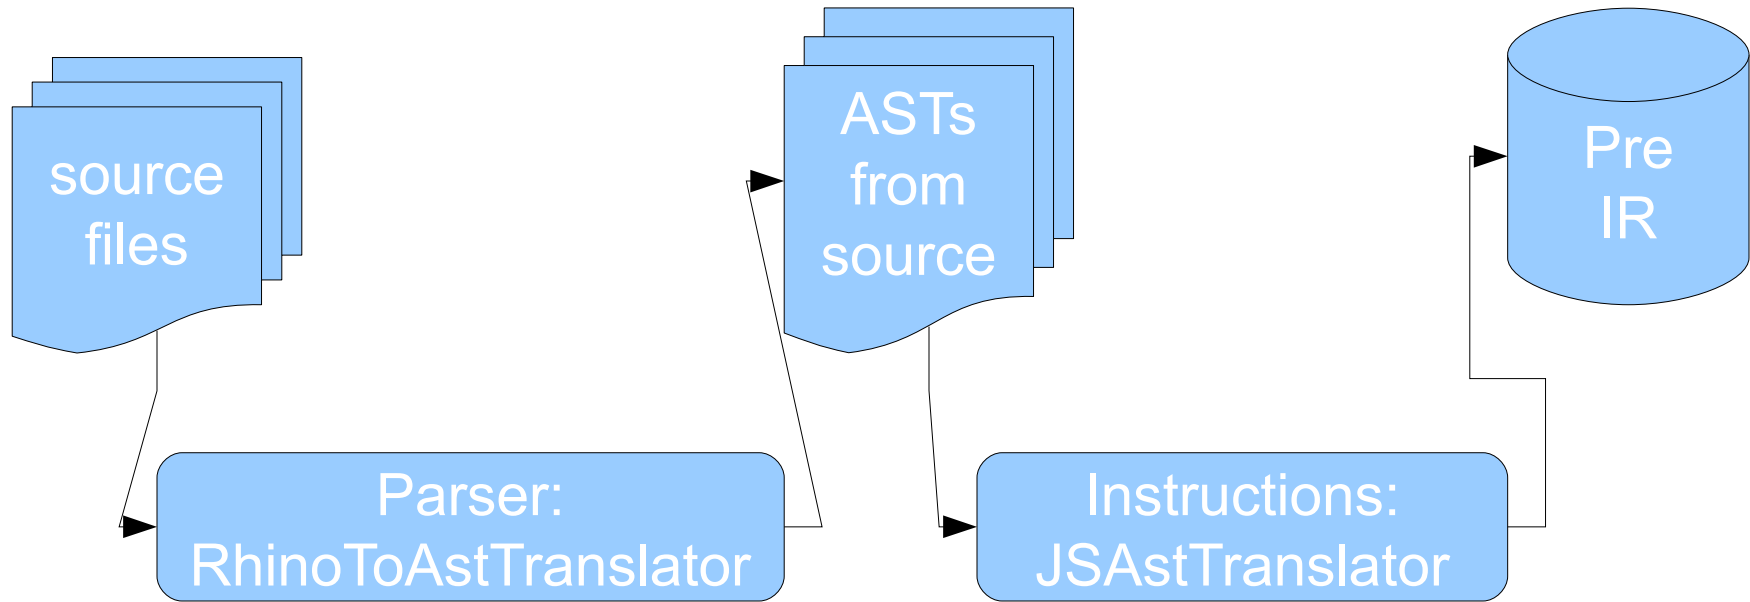 source
files
Parser:
RhinoToAstTranslator
ASTs
from
source
Instructions:
JSAstTranslator
Pre
IR